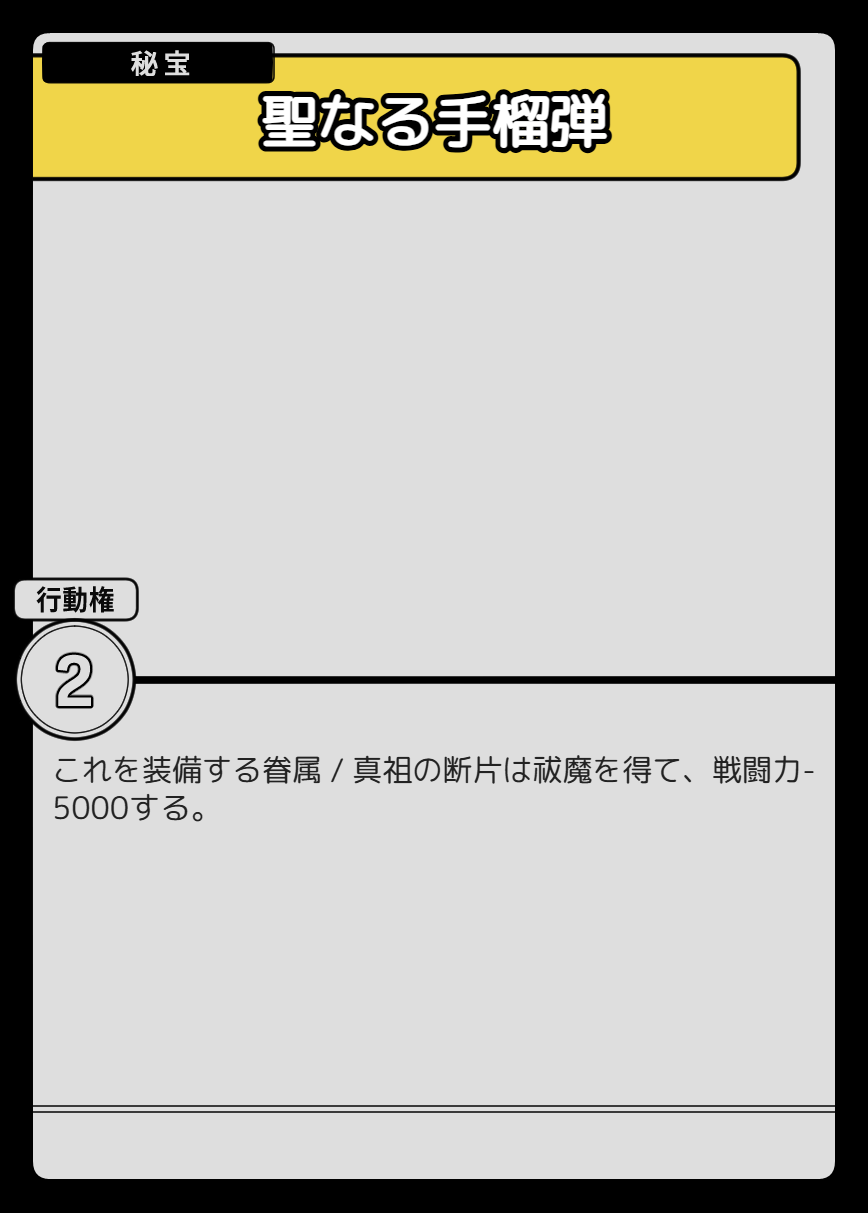 秘宝
聖なる手榴弾
行動権
2
これを装備する眷属 / 真祖の断片は祓魔を得て、戦闘力-
5000する。